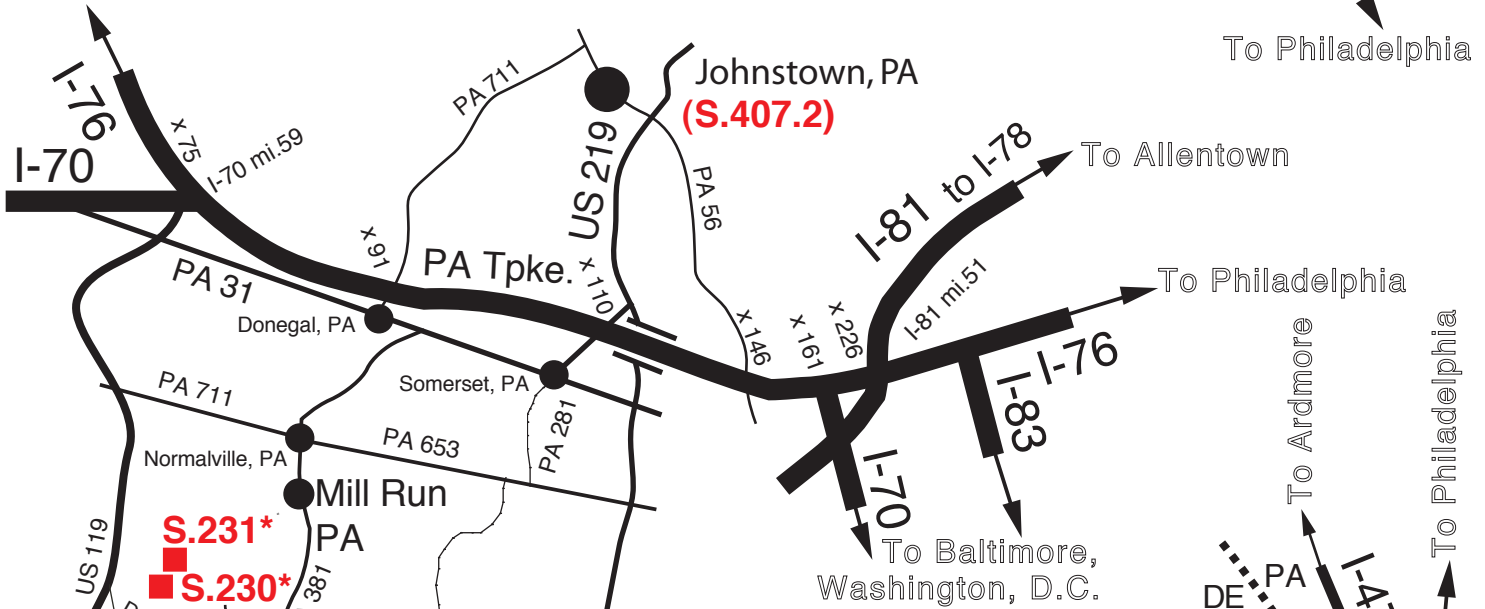 To Philadelphia
Johnstown, PA
(S.407.2)
PA 711
I-76
x 75
I-70 mi.59
I-70
US 219
PA 56
I-81 to I-78
To Allentown
x 91
PA Tpke.
x 110
PA 31
Donegal, PA
x 146
x 161
x 226
I-81 mi.51
To Philadelphia
I-76
I-83
To Ardmore
To Philadelphia
Somerset, PA
PA 711
PA 281
PA 653
Normalville, PA
Mill Run
PA
I-70
US 119
S.231*
S.230*
381
To Baltimore,
Washington, D.C.
PA
DE